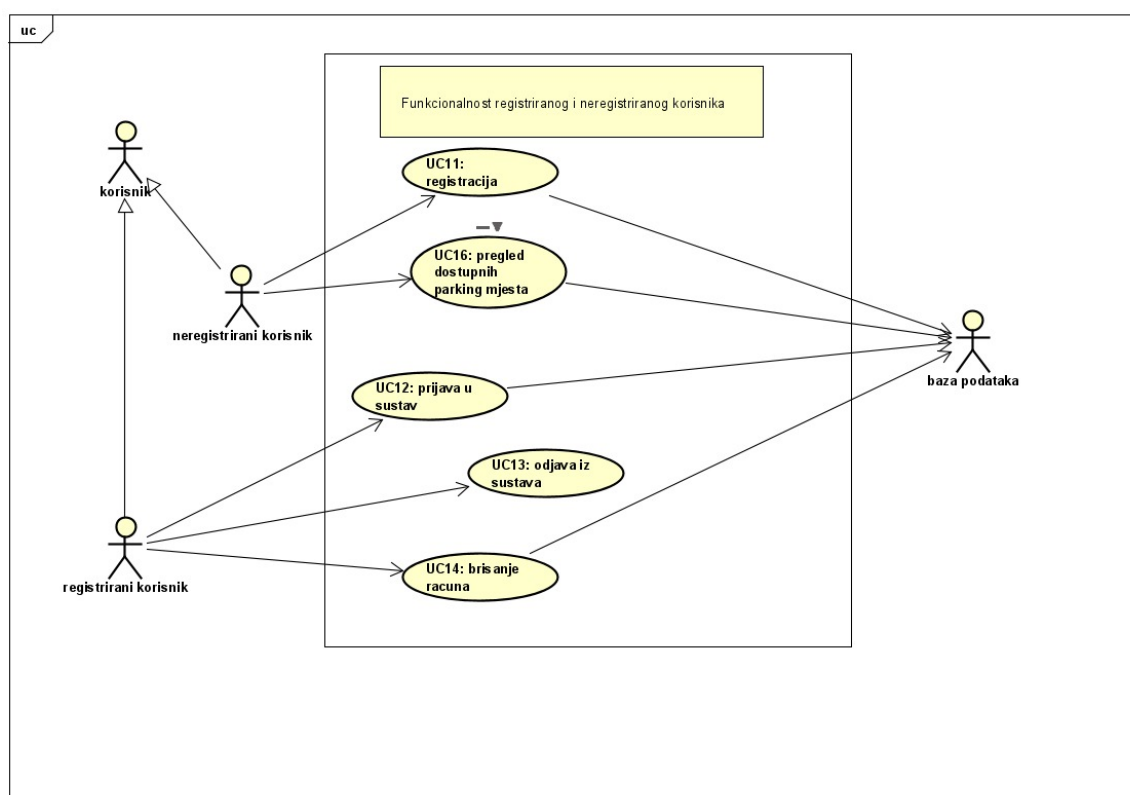 uc
Funkcionalnost registriranog i neregistriranog korisnika
korisnik
UC11:
registracija
UC16: pregled
dostupnih
parking mjesta
neregistrirani korisnik
baza podataka
UC12: prijava u
sustav
UC13: odjava iz
sustava
UC14: brisanje
racuna
registrirani korisnik